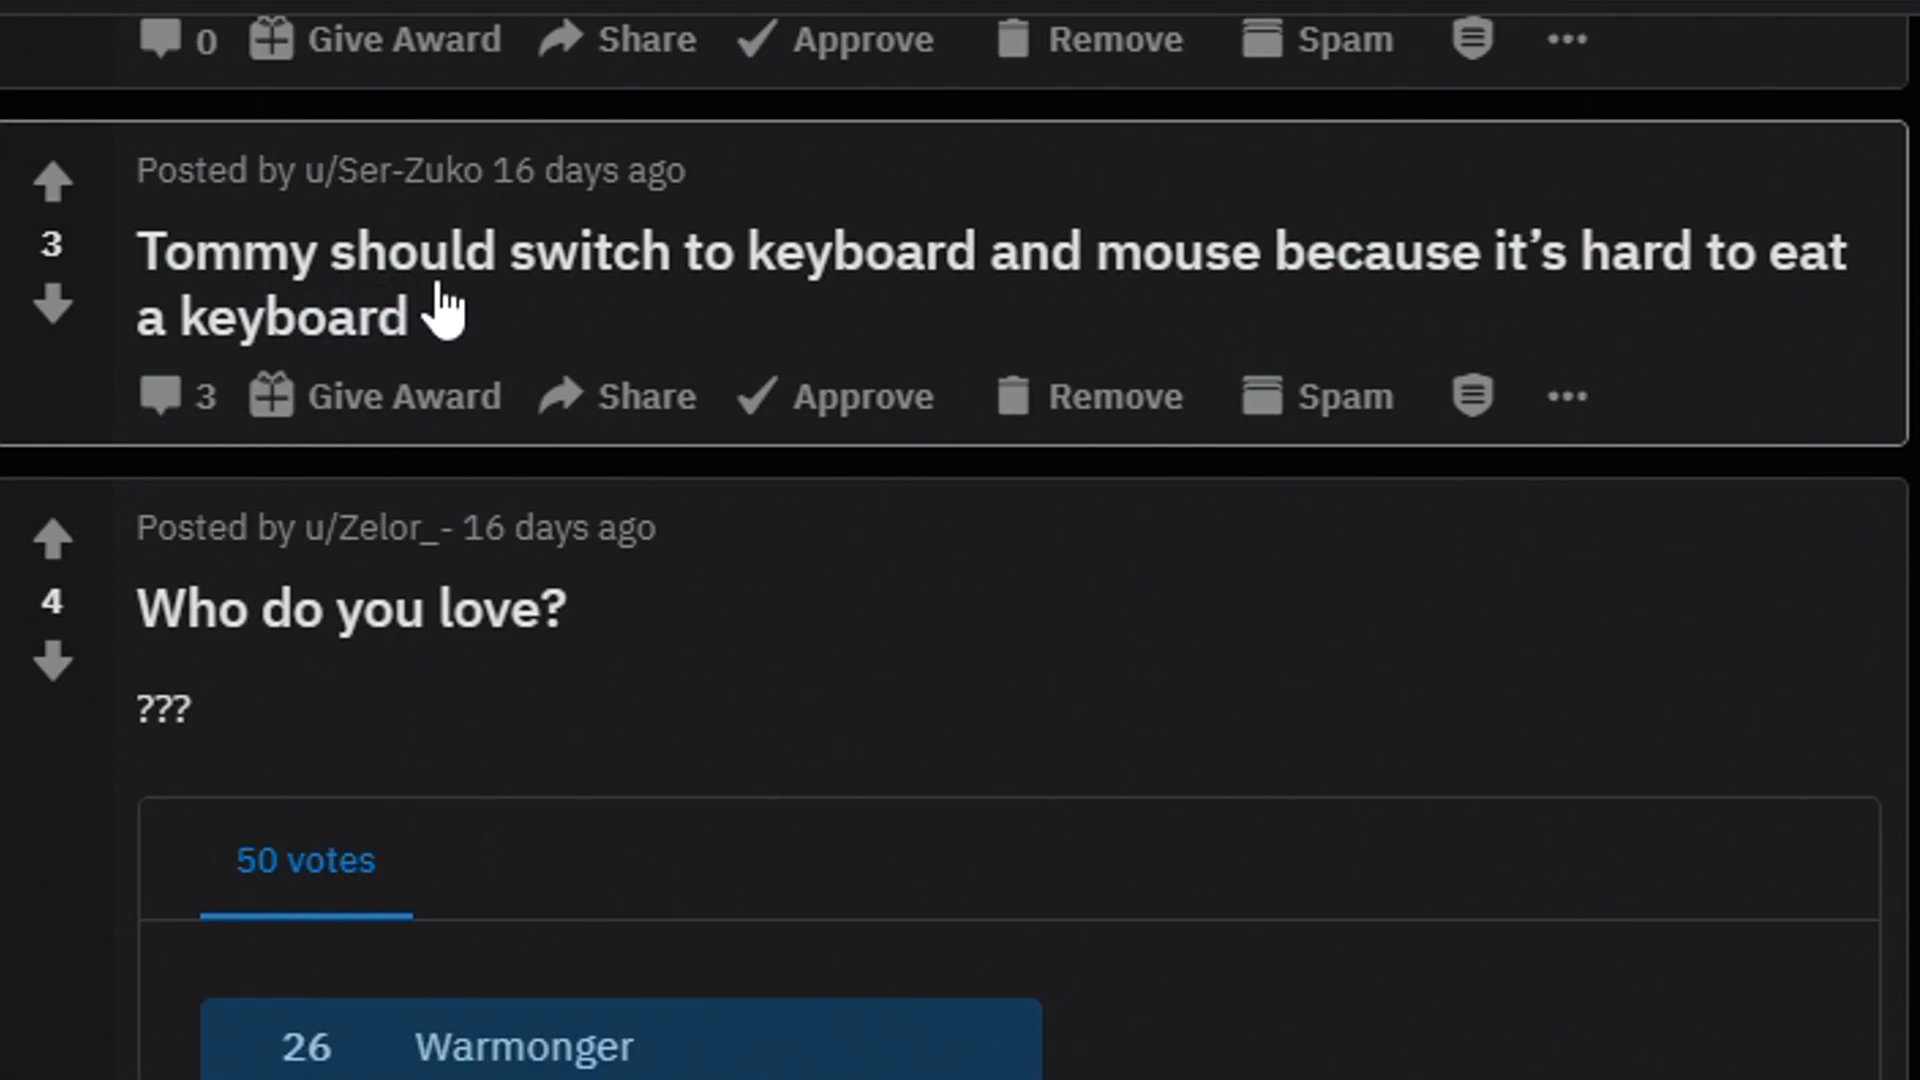 0 Give Award Share Approve Remove Spam •••
Posted by u/Ser-Zuko 16 days ago
3
Tommy should switch to keyboard and mouse because it’s hard to eat
a keyboard
3 Give Award Share Approve Remove Spam •••
Posted by u/Zelor_- 16 days ago
4
Who do you love?
???
50 votes
26 Warmonger